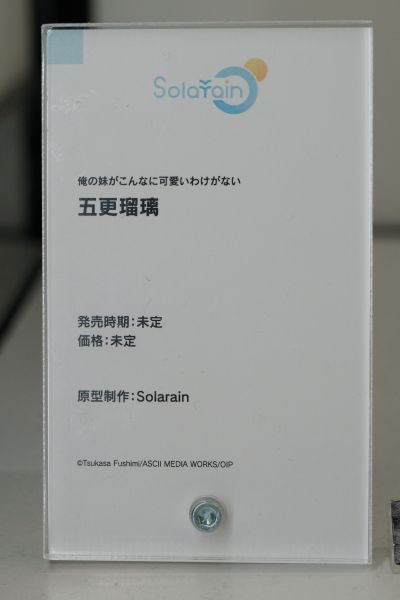 Solarain
俺の妹がこんなに可愛いわけがない
五更瑠璃
発売時期：未定
価格：未定
原型制作：Solarain
©Tsukasa Fushimi/ASCII MEDIA WORKS/OIP